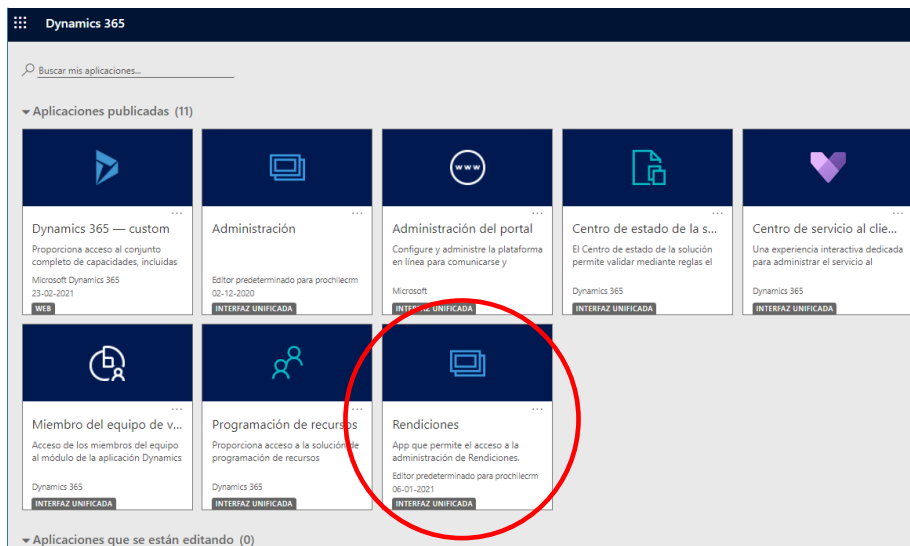 Dynamics 365
Buscar mis aplicaciones...
Aplicaciones publicadas (11)
www
Dynamics 365 — custom
Proporciona acceso al conjunto
completo de capacidades, incluidas
Microsoft Dynamics 365
23-02-2021
WEB
Administración
Editor predeterminado para prochilecrm
02-12-2020
INTERFAZ UNIFICADA
Administración del portal
Configure y administre la plataforma
en línea para comunicarse y
Microsoft
INTERFAZ UNIFICADA
Centro de estado de la s...
El Centro de estado de la solución
permite validar mediante reglas el
Dynamics 365
INTERFAZ UNIFICADA
Centro de servicio al clie...
Una experiencia interactiva dedicada
para administrar el servicio al
Dynamics 365
INTERFAZ UNIFICADA
Miembro del equipo de v...
Acceso de los miembros del equipo
al módulo de la aplicación Dynamics
Dynamics 365
INTERFAZ UNIFICADA
Programación de recursos
Proporciona acceso a la solución de
programación de recursos
Dynamics 365
INTERFAZ UNIFICADA
Rendiciones
App que permite el acceso a la
administración de Rendiciones.
Editor predeterminado para prochilecrm
06-01-2021
INTERFAZ UNIFICADA
Aplicaciones que se están editando (0)